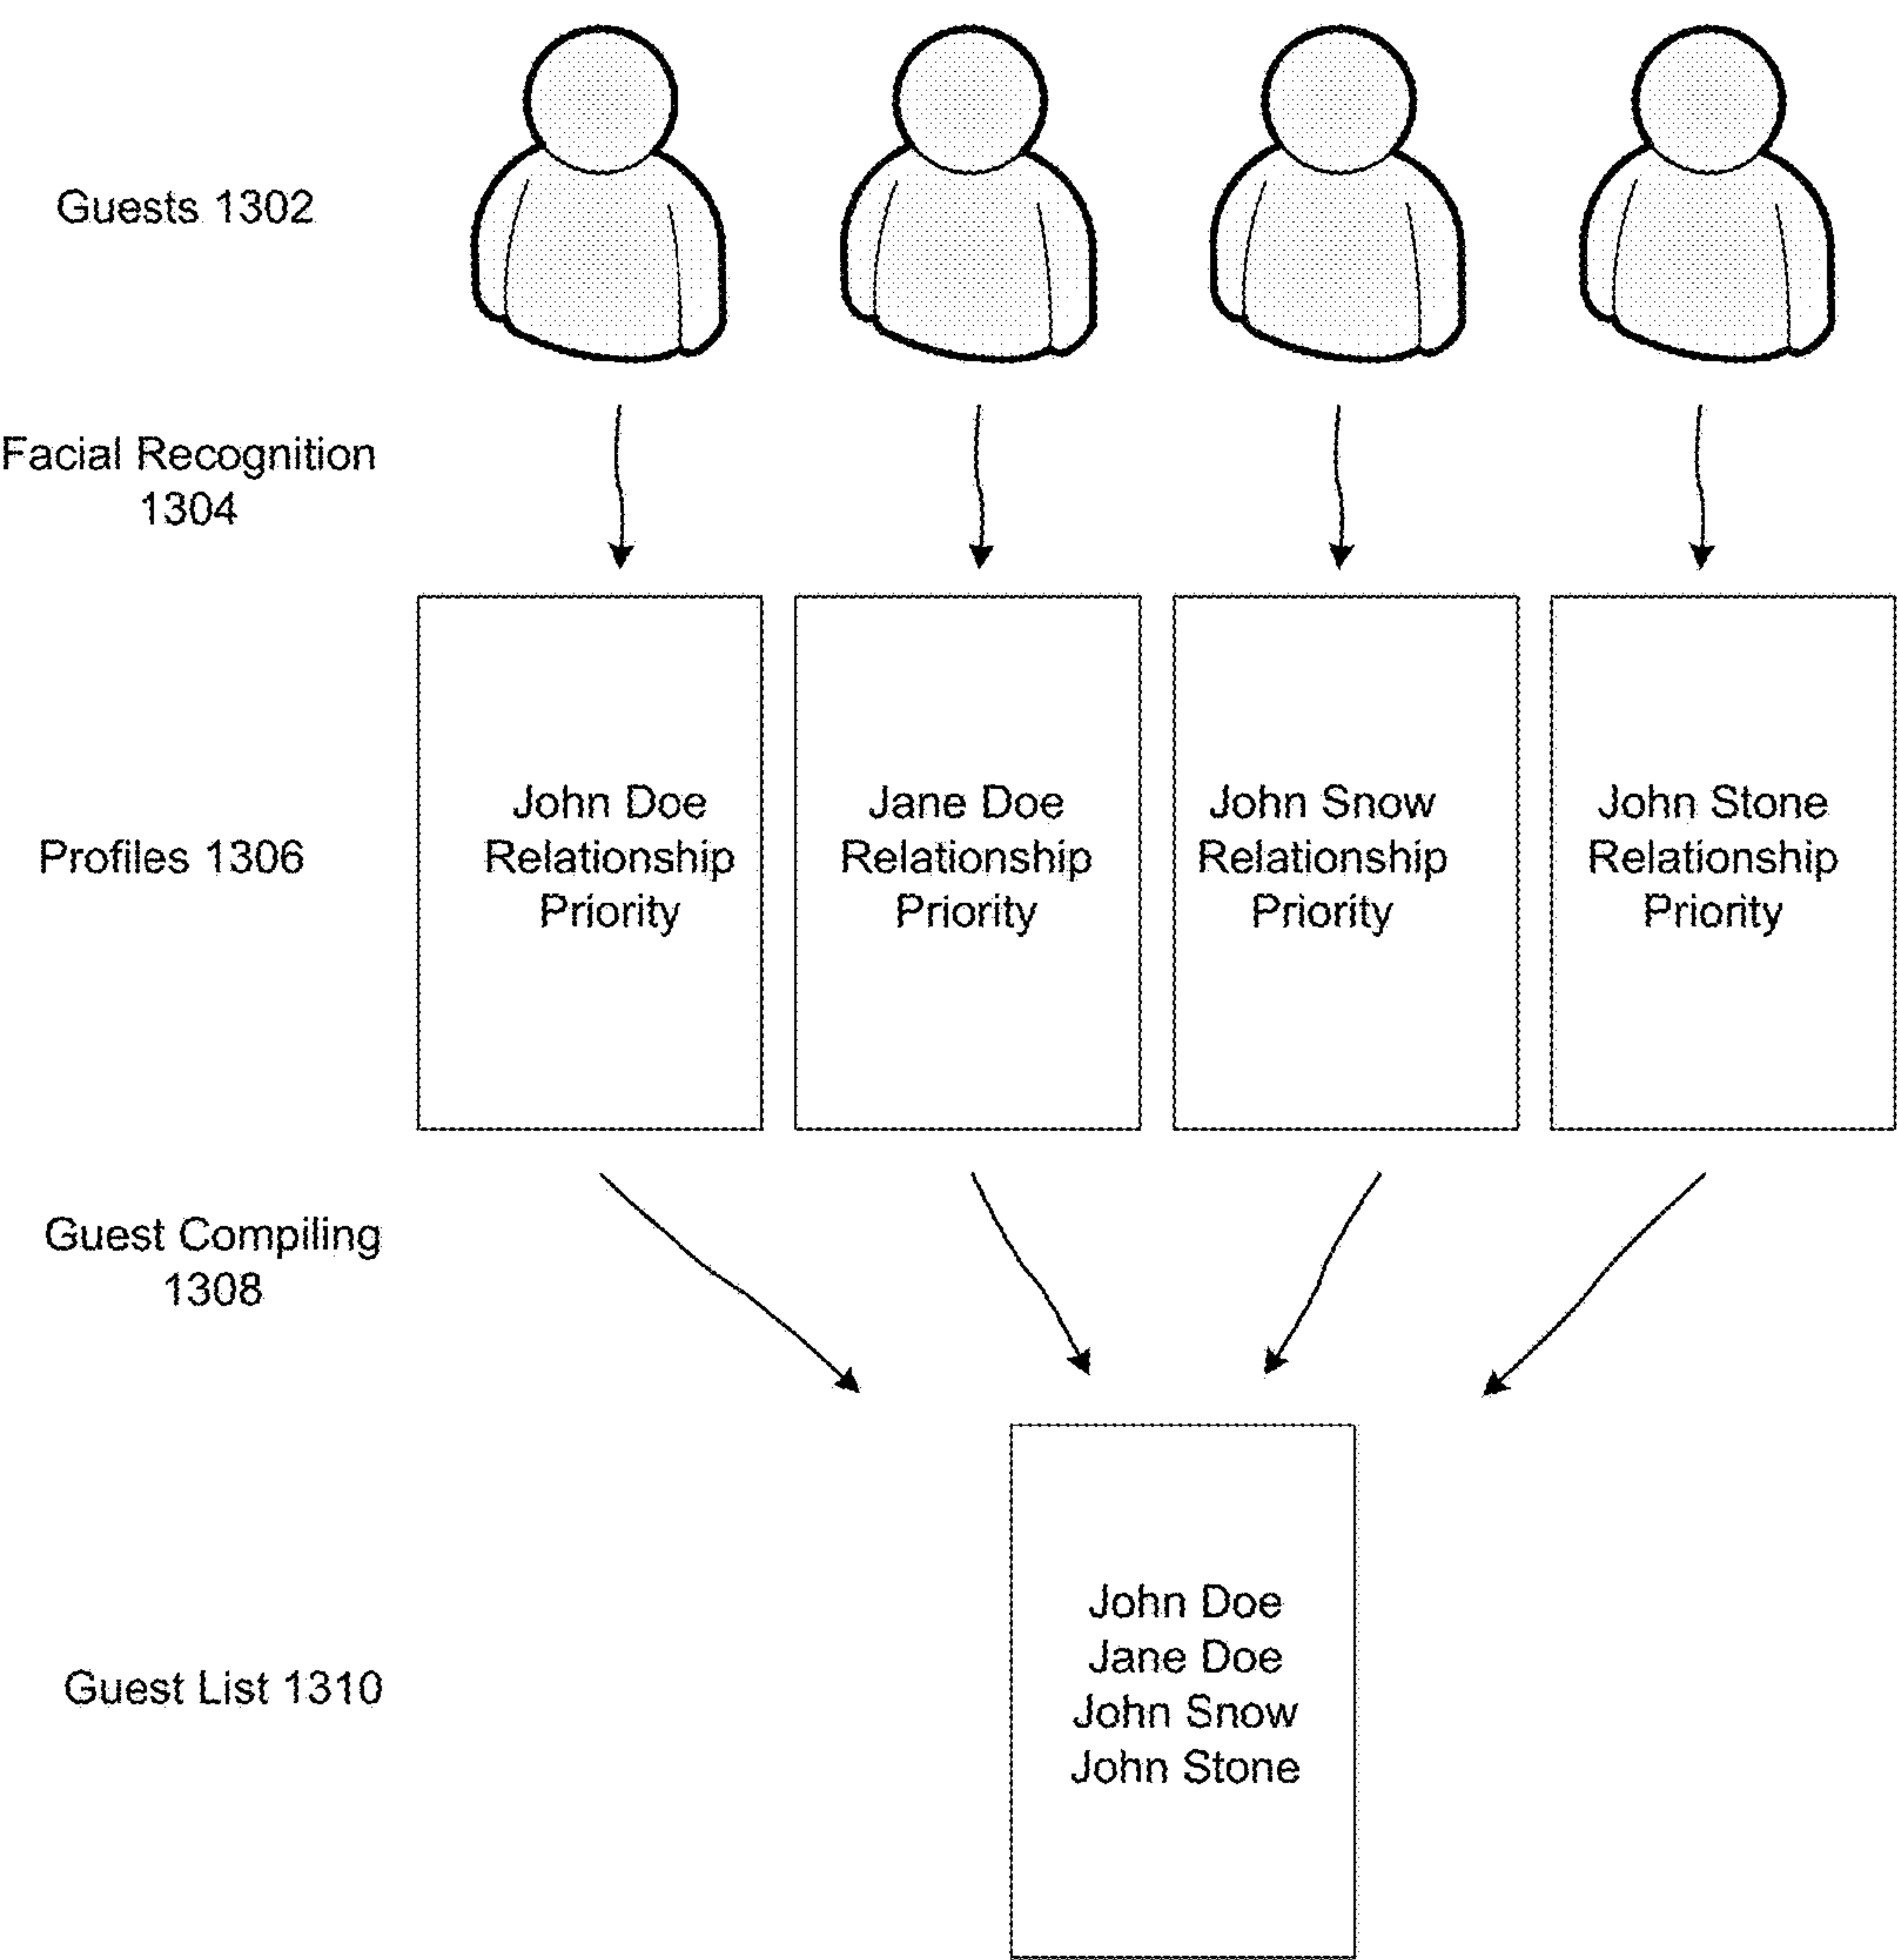 Guests 1302
Facial Recognition
1304
Profiles 1306
John Doe
Relationship
Priority
Jane Doe
Relationship
Priority
John Snow
Relationship
Priority
John Stone
Relationship
Priority
Guest Compiling
1308
Guest List 1310
John Doe
Jane Doe
John Snow
John Stone